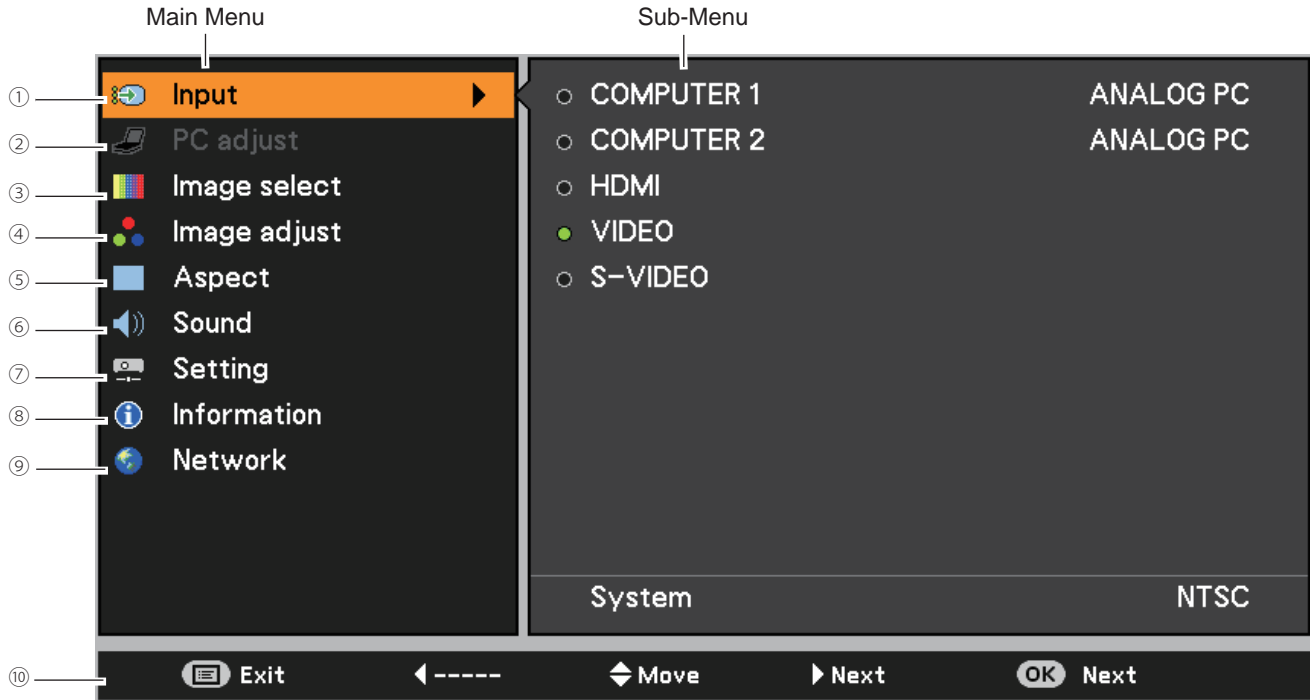 Main Menu Sub-Menu
① Input COMPUTER 1 ANALOG PC
② PC adjust COMPUTER 2 ANALOG PC
③ Image select HDMI
④ Image adjust VIDEO
⑤ Aspect S-VIDEO
⑥ Sound
⑦ Setting
⑧ Information
⑨ Network
System NTSC
⑩ Exit ----- Move Next OK Next